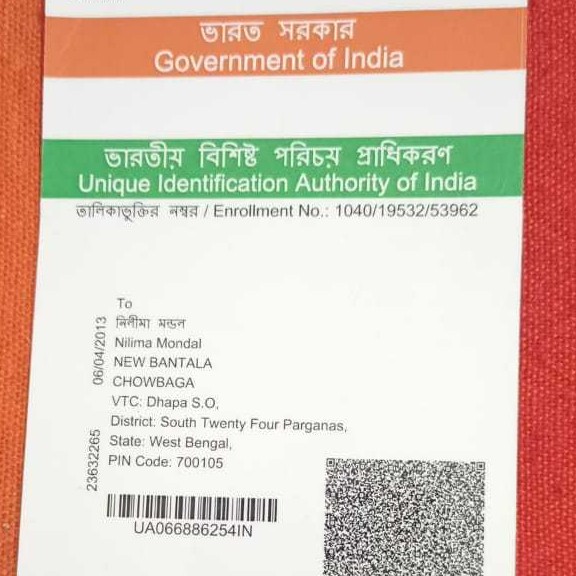 ভারত সরকার
Government of India
ভারতীয় বিশিষ্ট পরিচয় প্রাধিকরণ
Unique Identification Authority of India
তালিকাভুক্তির নম্বর / Enrollment No.: 1040/19532/53962
To
নিলীমা মন্ডল
Nilima Mondal
NEW BANTALA
CHOWBAGA
VTC: Dhapa S.O,
District: South Twenty Four Parganas,
State: West Bengal,
PIN Code: 700105
06/04/2013
23632265
UA066886254IN